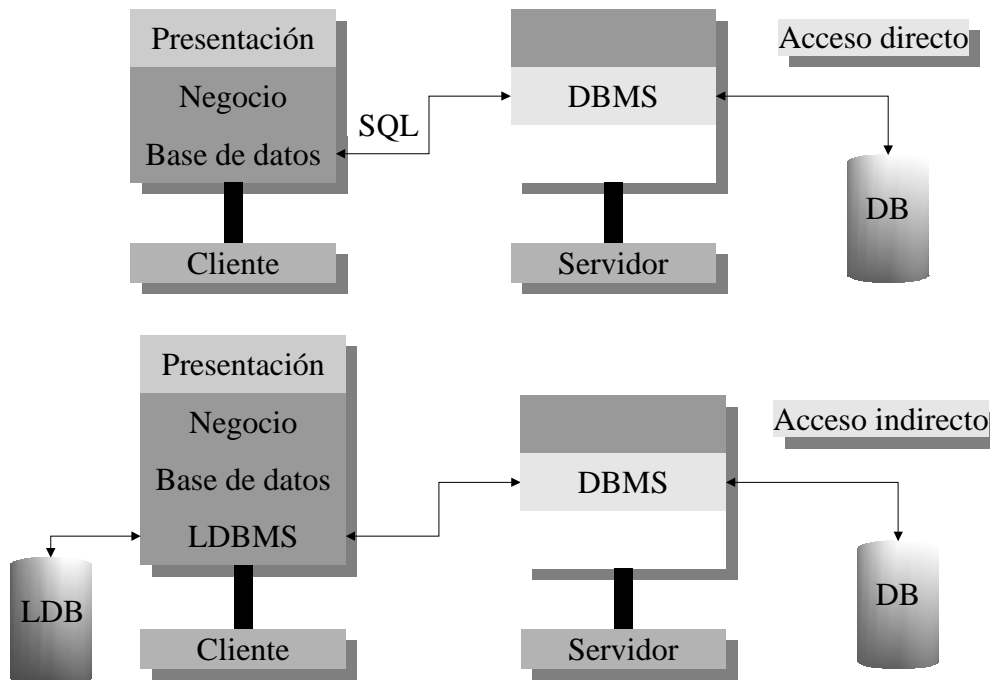 Presentación
Acceso directo
Negocio
DBMS
SQL
Base de datos
DB
Cliente
Servidor
Presentación
Negocio
Acceso indirecto
Base de datos
DBMS
LDBMS
LDB
DB
Cliente
Servidor